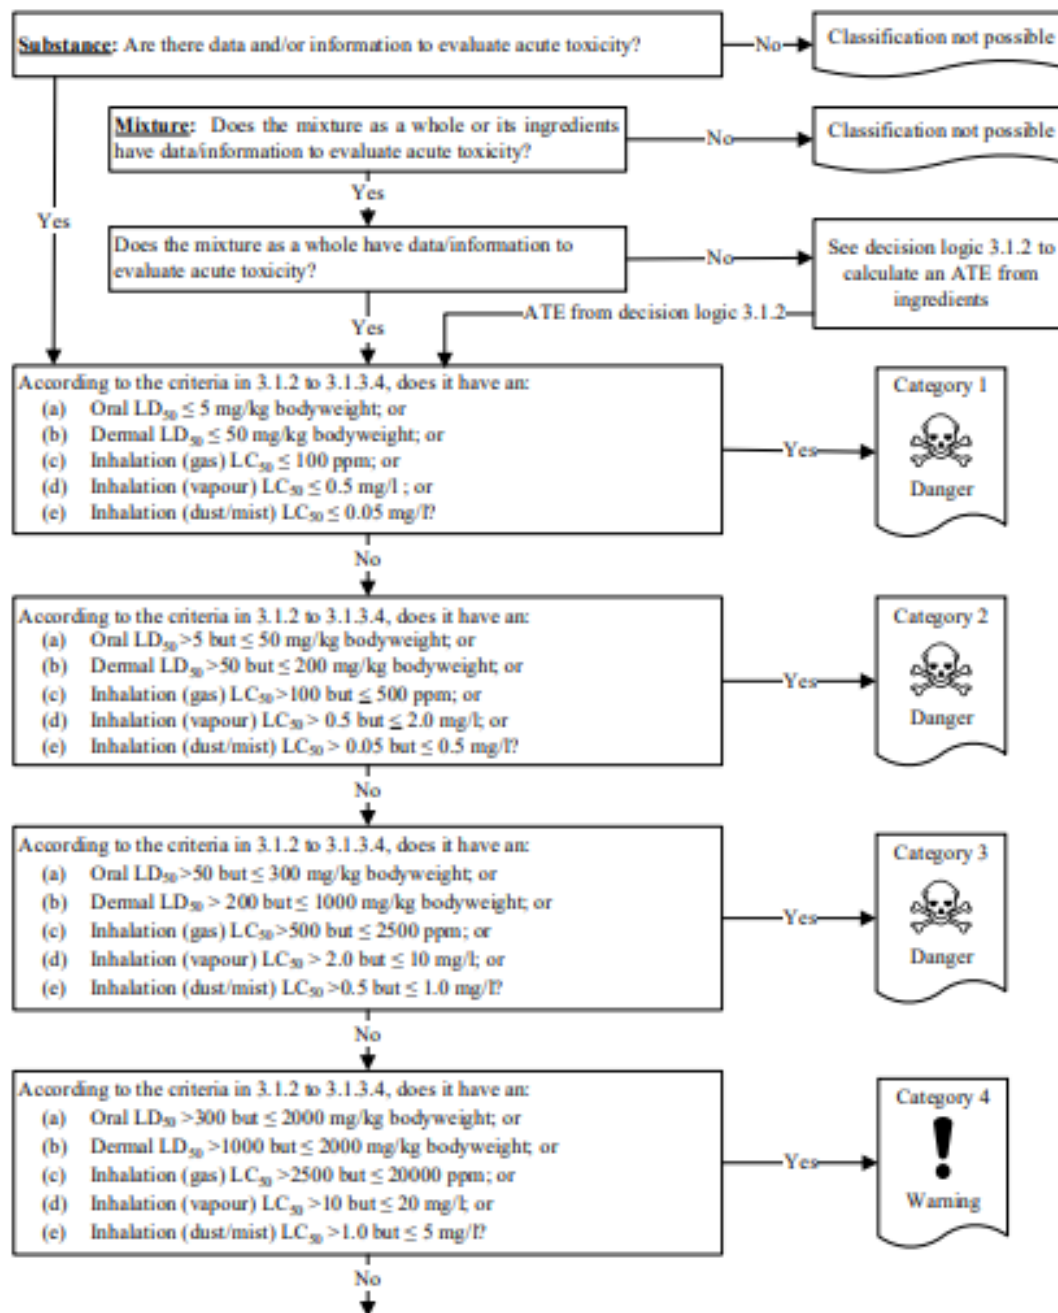 Substance: Are there data and/or information to evaluate acute toxicity?
No
Classification not possible
Mixture: Does the mixture as a whole or its ingredients
have data/information to evaluate acute toxicity?
No
Classification not possible
Yes
Yes
Does the mixture as a whole have data/information to
evaluate acute toxicity?
No
See decision logic 3.1.2 to
calculate an ATE from
ingredients
ATE from decision logic 3.1.2
Yes
According to the criteria in 3.1.2 to 3.1.3.4, does it have an:
(a) Oral LD₅₀ ≤ 5 mg/kg bodyweight; or
(b) Dermal LD₅₀ ≤ 50 mg/kg bodyweight; or
(c) Inhalation (gas) LC₅₀ ≤ 100 ppm; or
(d) Inhalation (vapour) LC₅₀ ≤ 0.5 mg/l ; or
(e) Inhalation (dust/mist) LC₅₀ ≤ 0.05 mg/l?
Yes
Category 1
Danger
No
According to the criteria in 3.1.2 to 3.1.3.4, does it have an:
(a) Oral LD₅₀ >5 but ≤ 50 mg/kg bodyweight; or
(b) Dermal LD₅₀ >50 but ≤ 200 mg/kg bodyweight; or
(c) Inhalation (gas) LC₅₀ >100 but ≤ 500 ppm; or
(d) Inhalation (vapour) LC₅₀ > 0.5 but ≤ 2.0 mg/l; or
(e) Inhalation (dust/mist) LC₅₀ > 0.05 but ≤ 0.5 mg/l?
Yes
Category 2
Danger
No
According to the criteria in 3.1.2 to 3.1.3.4, does it have an:
(a) Oral LD₅₀ >50 but ≤ 300 mg/kg bodyweight; or
(b) Dermal LD₅₀ > 200 but ≤ 1000 mg/kg bodyweight; or
(c) Inhalation (gas) LC₅₀ >500 but ≤ 2500 ppm; or
(d) Inhalation (vapour) LC₅₀ > 2.0 but ≤ 10 mg/l; or
(e) Inhalation (dust/mist) LC₅₀ >0.5 but ≤ 1.0 mg/l?
Yes
Category 3
Danger
No
According to the criteria in 3.1.2 to 3.1.3.4, does it have an:
(a) Oral LD₅₀ >300 but ≤ 2000 mg/kg bodyweight; or
(b) Dermal LD₅₀ >1000 but ≤ 2000 mg/kg bodyweight; or
(c) Inhalation (gas) LC₅₀ >2500 but ≤ 20000 ppm; or
(d) Inhalation (vapour) LC₅₀ >10 but ≤ 20 mg/l; or
(e) Inhalation (dust/mist) LC₅₀ >1.0 but ≤ 5 mg/l?
Yes
Category 4
!
Warning
No